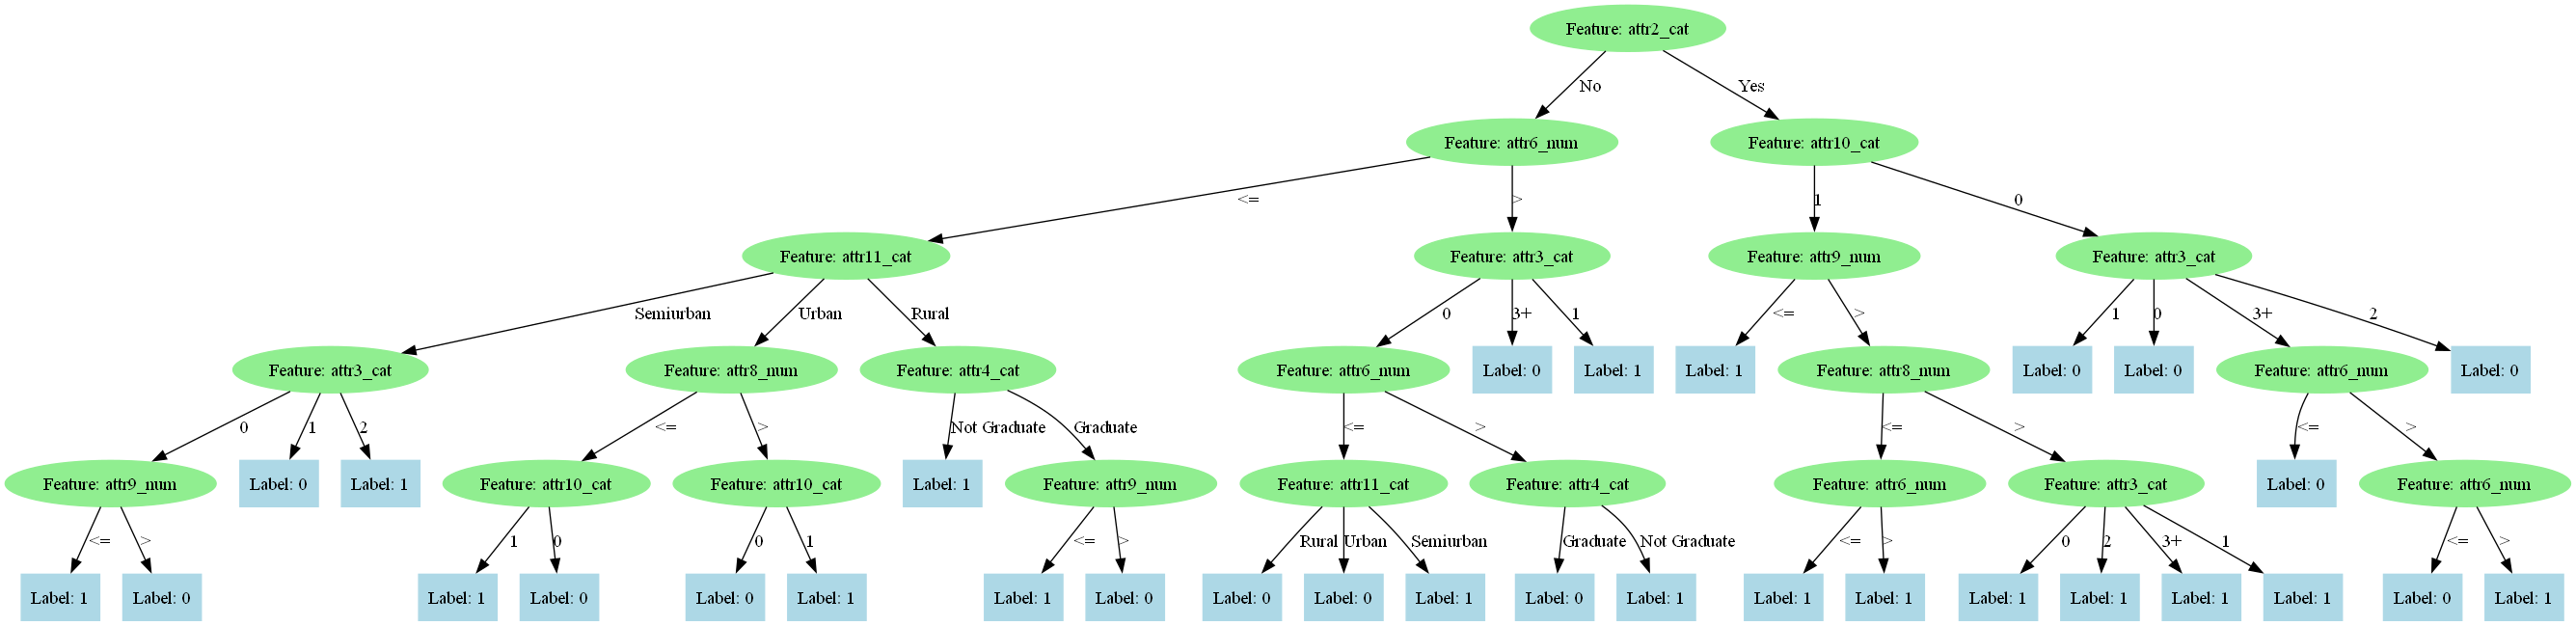 Feature: attr2_cat
No
Yes
Feature: attr6_num
Feature: attr10_cat
<=
>
1
0
Feature: attr11_cat
Feature: attr3_cat
Feature: attr9_num
Feature: attr3_cat
Semiurban
Urban
Rural
0
3+
1
<=
>
1
0
3+
2
Feature: attr3_cat
Feature: attr8_num
Feature: attr4_cat
Feature: attr6_num
Label: 0
Label: 1
Label: 1
Feature: attr8_num
Label: 0
Label: 0
Feature: attr6_num
Label: 0
0
1
2
<=
>
Not Graduate
Graduate
<=
>
<=
>
<=
>
Feature: attr9_num
Label: 0
Label: 1
Feature: attr10_cat
Feature: attr10_cat
Label: 1
Feature: attr9_num
Feature: attr11_cat
Feature: attr4_cat
Feature: attr6_num
Feature: attr3_cat
Label: 0
Feature: attr6_num
<=
>
1
0
0
1
<=
>
Rural
Urban
Semiurban
Graduate
Not Graduate
<=
>
0
2
3+
1
<=
>
Label: 1
Label: 0
Label: 1
Label: 0
Label: 0
Label: 1
Label: 1
Label: 0
Label: 0
Label: 0
Label: 1
Label: 0
Label: 1
Label: 1
Label: 1
Label: 1
Label: 1
Label: 1
Label: 1
Label: 0
Label: 1